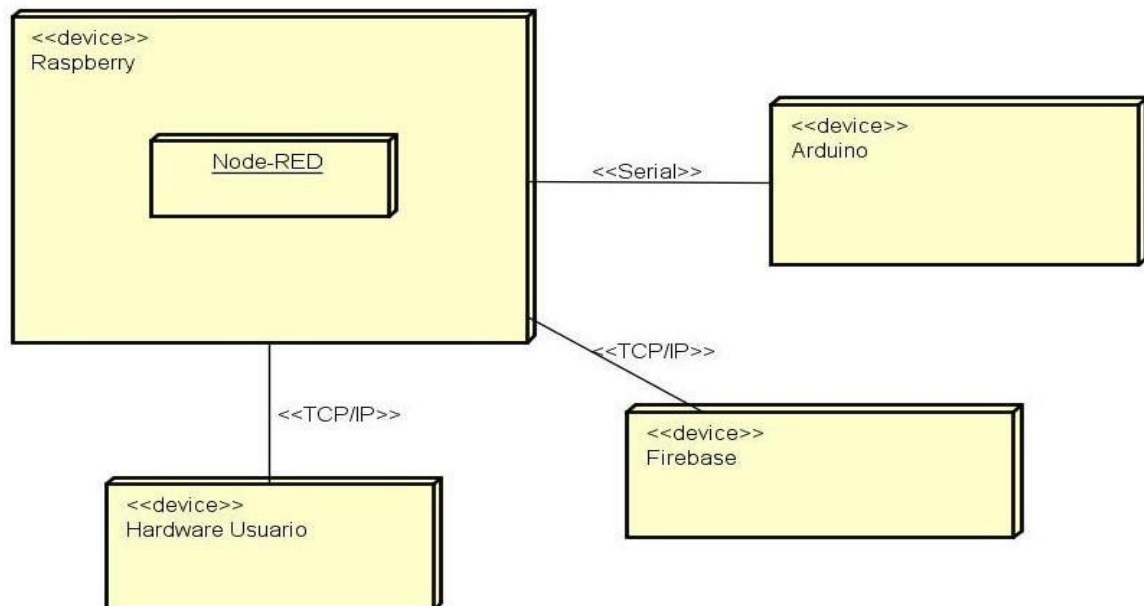 <<device>>
Raspberry
Node-RED
<<Serial>>
<<device>>
Arduino
<<TCP/IP>>
<<TCP/IP>>
<<device>>
Firebase
<<device>>
Hardware Usuario